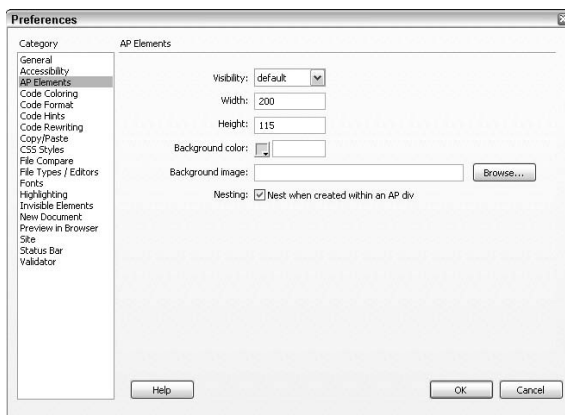 Preferences
Category
AP Elements
General
Accessibility
AP Elements
Code Coloring
Code Format
Code Hints
Code Rewriting
Copy/Paste
CSS Styles
File Compare
File Types / Editors
Fonts
Highlighting
Invisible Elements
New Document
Preview in Browser
Site
Status Bar
Validator
Visibility: default
Width: 200
Height: 115
Background color:
Background image: Browse...
Nesting: Nest when created within an AP div
Help OK Cancel